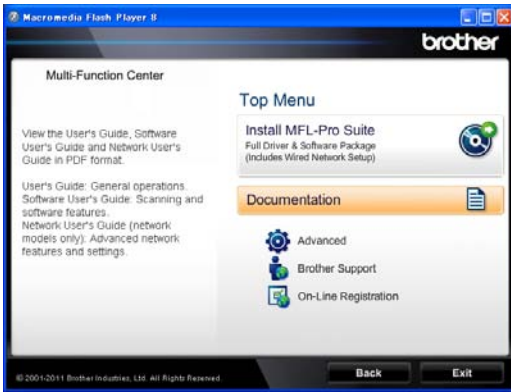 Macromedia Flash Player 8
brother
Multi-Function Center
View the User's Guide, Software
User's Guide and Network User's
Guide in PDF format.
User's Guide: General operations.
Software User's Guide: Scanning and
software features.
Network User's Guide (network
models only): Advanced network
features and settings.
Top Menu
Install MFL-Pro Suite
Full Driver & Software Package
(Includes Wired Network Setup)
Documentation
Advanced
Brother Support
On-Line Registration
© 2001-2011 Brother Industries, Ltd. All Rights Reserved.
Back
Exit